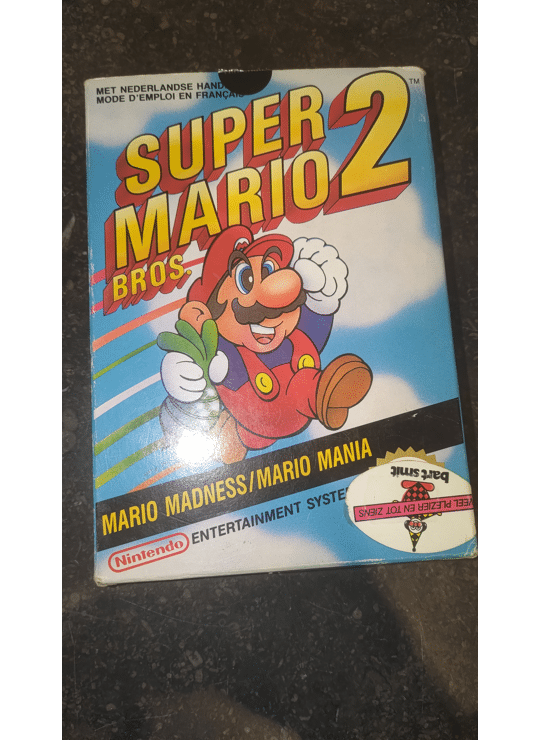 MET NEDERLANDSE HAND
MODE D'EMPLOI EN FRANÇAIS
SUPER
MARIO 2
BROS.
TM
MARIO MADNESS/MARIO MANIA
Nintendo ENTERTAINMENT SYSTE
bart smit
VEEL PLEZIER EN TOT ZIENS